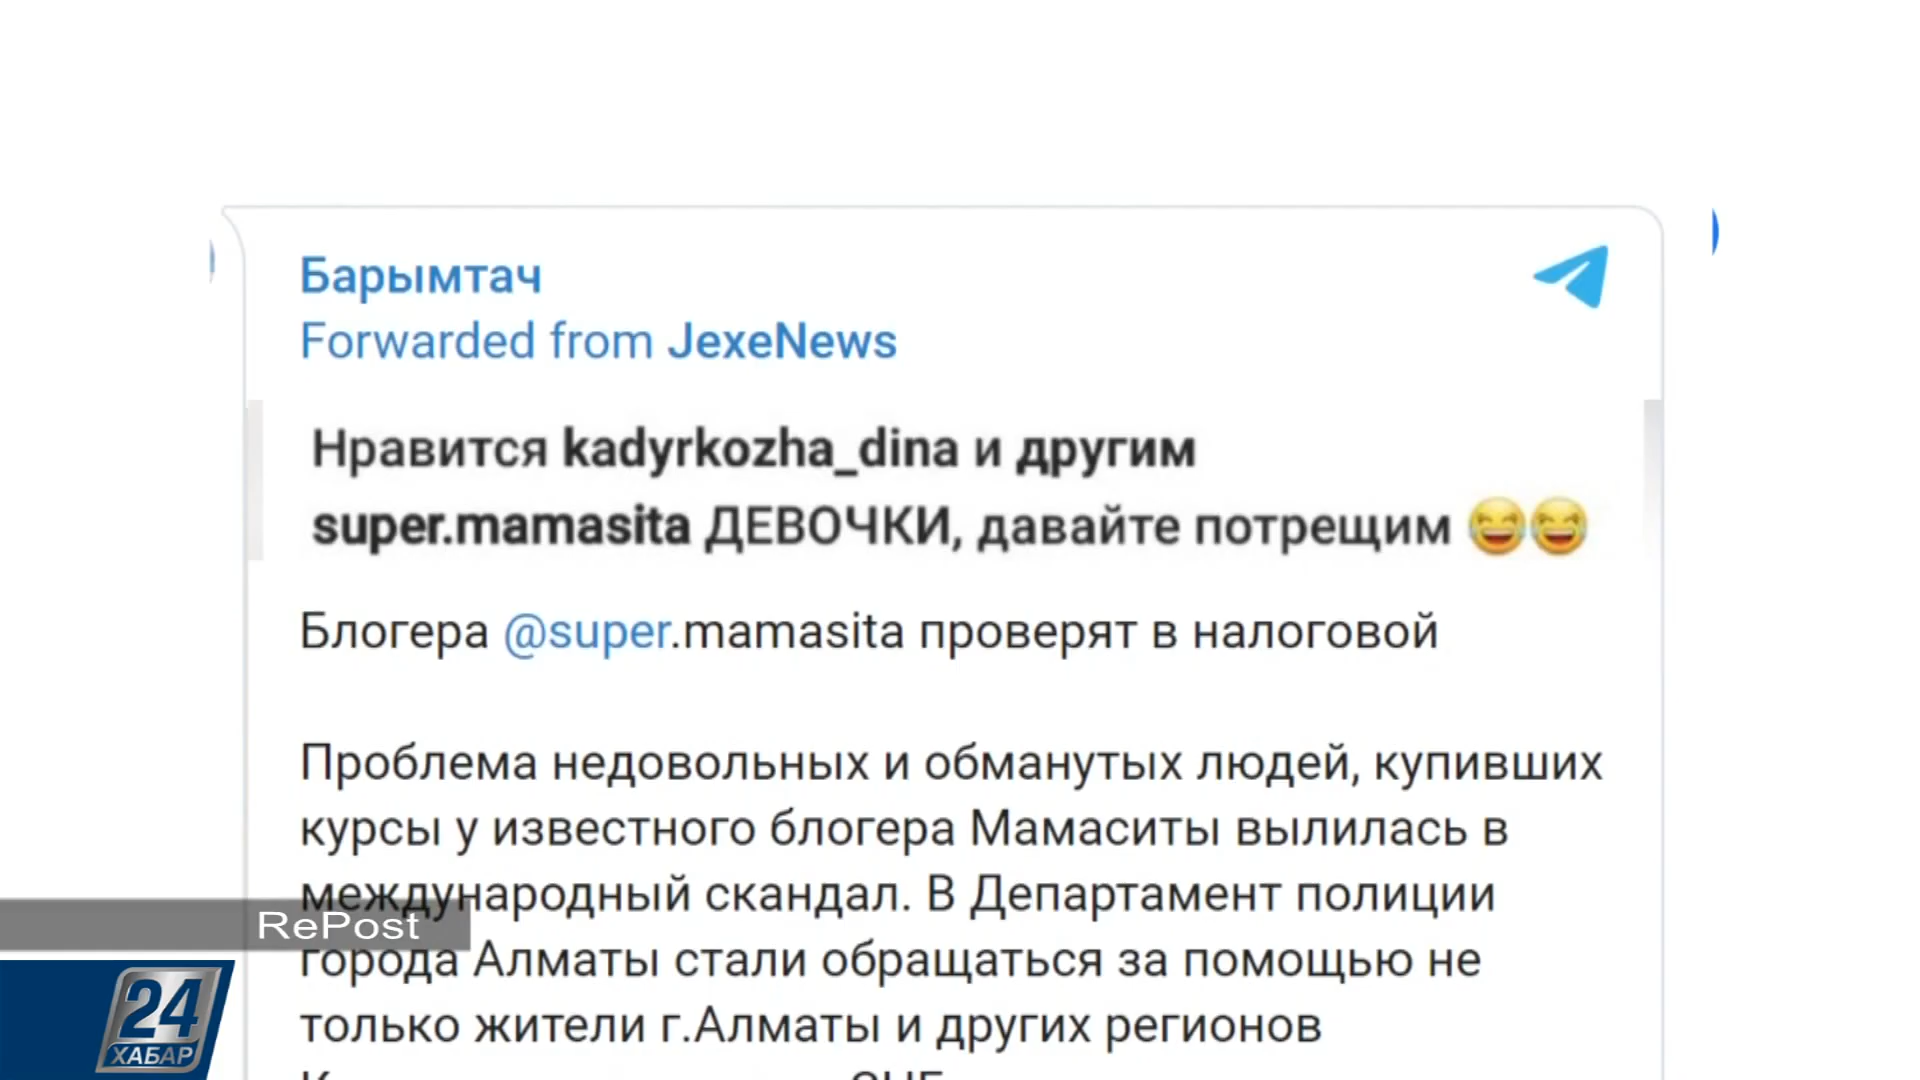 Барымтач
Forwarded from JexeNews
Нравится kadyrkozha_dina и другим
super.mamasita ДЕВОЧКИ, давайте потрещим 😂😂
Блогера @super.mamasita проверят в налоговой
Проблема недовольных и обманутых людей, купивших
курсы у известного блогера Мамаситы вылилась в
международный скандал. В Департамент полиции
города Алматы стали обращаться за помощью не
только жители г.Алматы и других регионов
RePost
24
ХАБАР